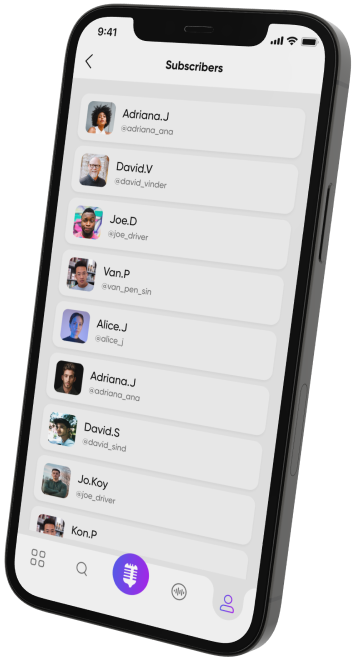 9:41
Subscribers
Adriana.J
@adriana_ana
David.V
@david_vinder
Joe.D
@joe_driver
Van.P
@van_pen_sin
Alice.J
@alice_j
Adriana.J
@adriana_ana
David.S
@david_sind
Jo.Koy
@joe_driver
Kon.P